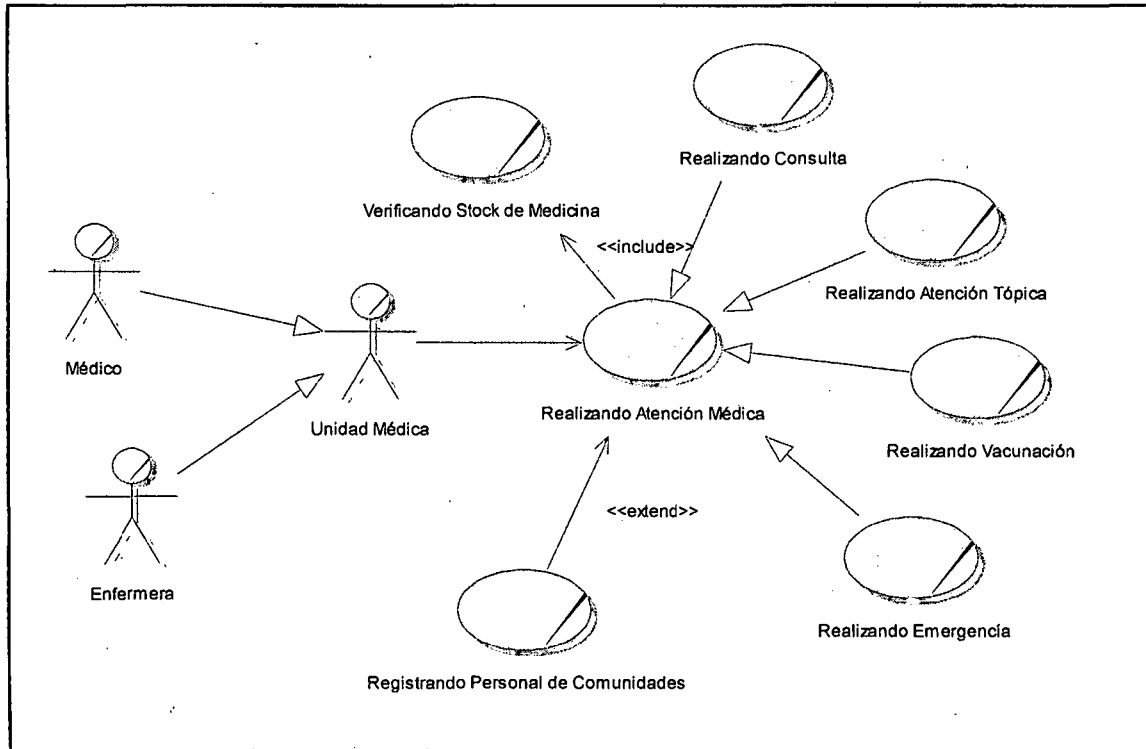 Realizando Consulta
Verificando Stock de Medicina
<<include>>
Realizando Atención Tópica
Médico
Unidad Médica
Realizando Atención Médica
Realizando Vacunación
<<extend>>
Enfermera
Realizando Emergencía
Registrando Personal de Comunidades